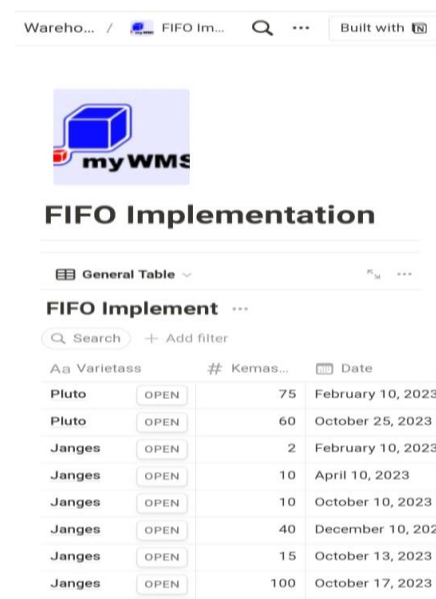 Wareho... / FIFO Im... Built with
myWMS
FIFO Implementation
General Table
FIFO Implement
Search + Add filter
Aa Varietass # Kemas... Date
Pluto OPEN 75 February 10, 2023
Pluto OPEN 60 October 25, 2023
Janges OPEN 2 February 10, 2023
Janges OPEN 10 April 10, 2023
Janges OPEN 10 October 10, 2023
Janges OPEN 40 December 10, 202
Janges OPEN 15 October 13, 2023
Janges OPEN 100 October 17, 2023